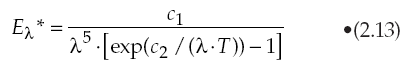 E_λ* = c_1 / (λ^5 · [exp(c_2 / (λ·T)) − 1]) •(2.13)